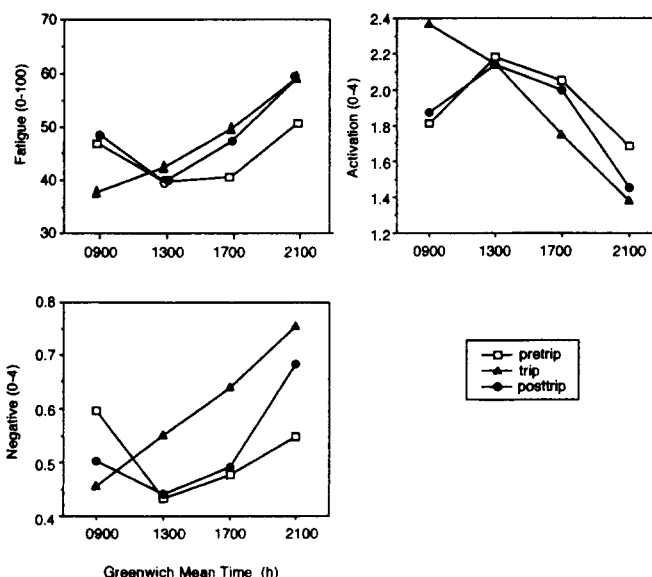 Fatigue (0-100)
70
60
50
40
30
0900 1300 1700 2100
Activation (0-4)
2.4
2.2
2.0
1.8
1.6
1.4
1.2
0900 1300 1700 2100
Negative (0-4)
0.8
0.7
0.6
0.5
0.4
0900 1300 1700 2100
Greenwich Mean Time (h)
pretrip
trip
posttrip